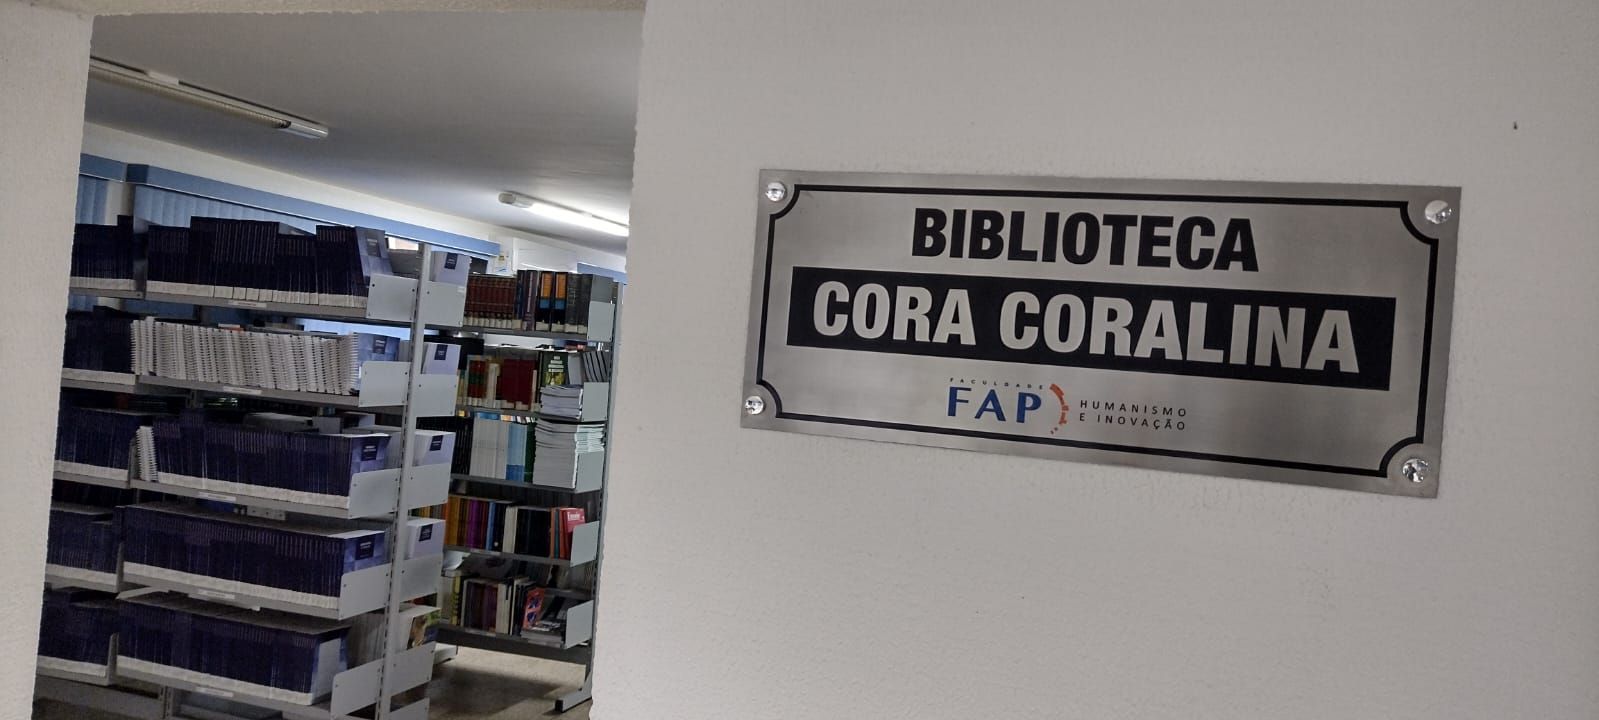 BIBLIOTECA
CORA CORALINA
FACULDADE
FAP
HUMANISMO
E INOVAÇÃO